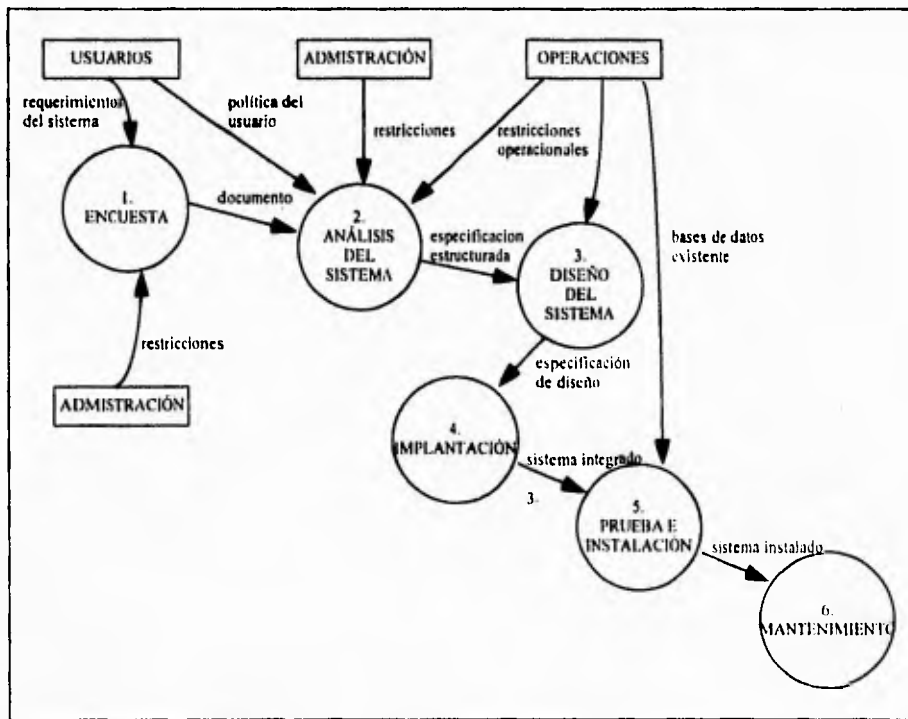 USUARIOS
ADMISTRACIÓN
OPERACIONES
requerimientos
del sistema
política del
usuario
restricciones
restricciones
operacionales
1.
ENCUESTA
documento
2.
ANÁLISIS
DEL
SISTEMA
especificacion
estructurada
3.
DISEÑO
DEL
SISTEMA
bases de datos
existente
restricciones
ADMISTRACIÓN
especificación
de diseño
4.
IMPLANTACIÓN
sistema integrado
3.
5.
PRUEBA E
INSTALACIÓN
sistema instalado
6.
MANTENIMIENTO